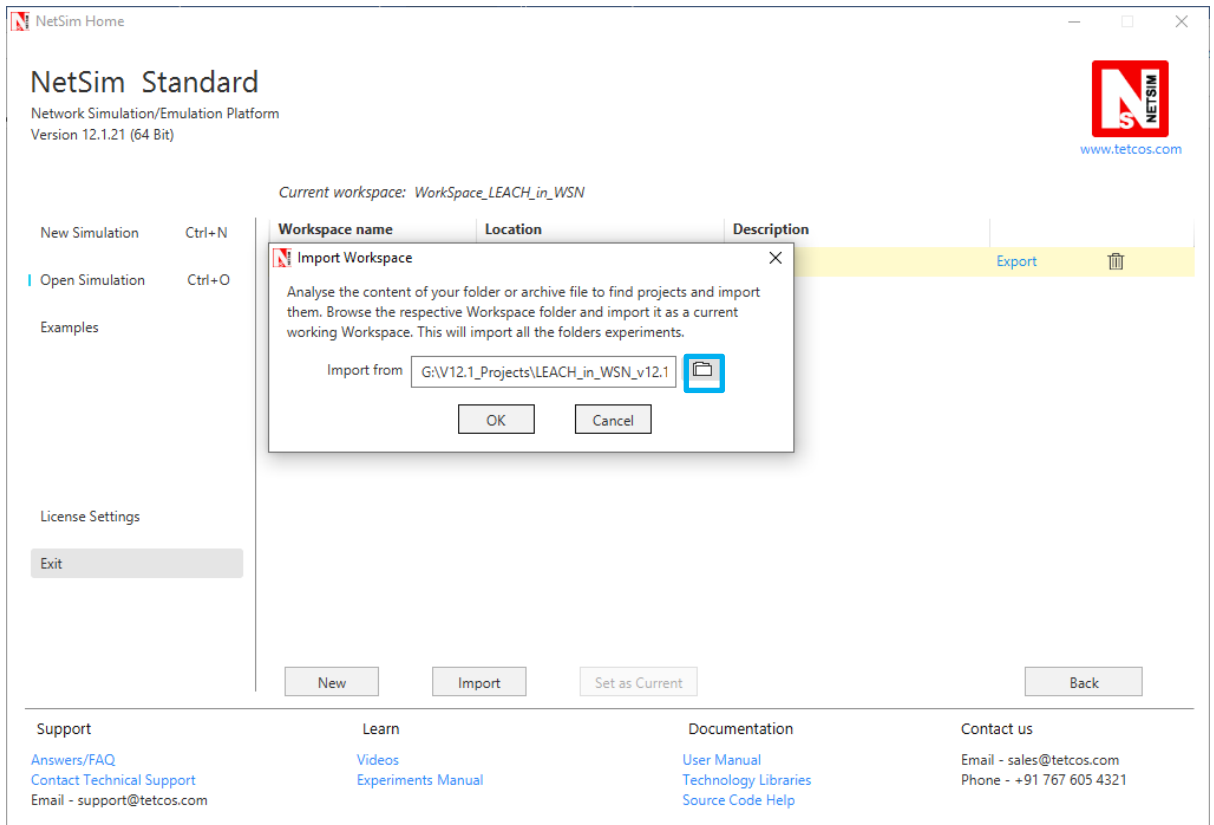 NetSim Home
NetSim Standard
Network Simulation/Emulation Platform
Version 12.1.21 (64 Bit)
NS NETSIM
www.tetcos.com
Current workspace: WorkSpace_LEACH_in_WSN
New Simulation Ctrl+N
Open Simulation Ctrl+O
Examples
License Settings
Exit
Workspace name Location Description
Export
Import Workspace
Analyse the content of your folder or archive file to find projects and import
them. Browse the respective Workspace folder and import it as a current
working Workspace. This will import all the folders experiments.
Import from G:\V12.1_Projects\LEACH_in_WSN_v12.1
OK Cancel
New Import Set as Current Back
Support
Answers/FAQ
Contact Technical Support
Email - support@tetcos.com
Learn
Videos
Experiments Manual
Documentation
User Manual
Technology Libraries
Source Code Help
Contact us
Email - sales@tetcos.com
Phone - +91 767 605 4321